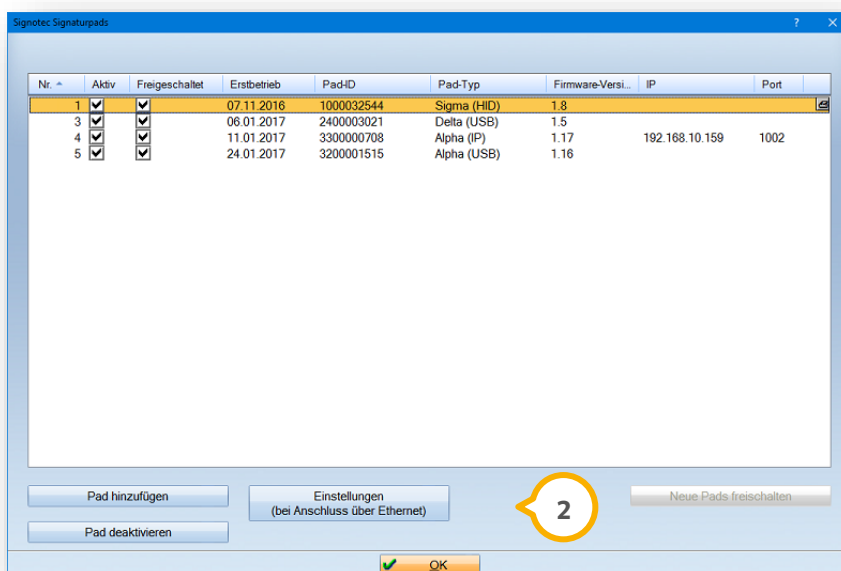 Signotec Signaturpads ?
Nr. Aktiv Freigeschaltet Erstbetrieb Pad-ID Pad-Typ Firmware-Versi... IP Port
1 07.11.2016 1000032544 Sigma (HID) 1.8
3 06.01.2017 2400003021 Delta (USB) 1.5
4 11.01.2017 3300000708 Alpha (IP) 1.17 192.168.10.159 1002
5 24.01.2017 3200001515 Alpha (USB) 1.16
Pad hinzufügen
Einstellungen
(bei Anschluss über Ethernet)
2
Neue Pads freischalten
Pad deaktivieren
OK